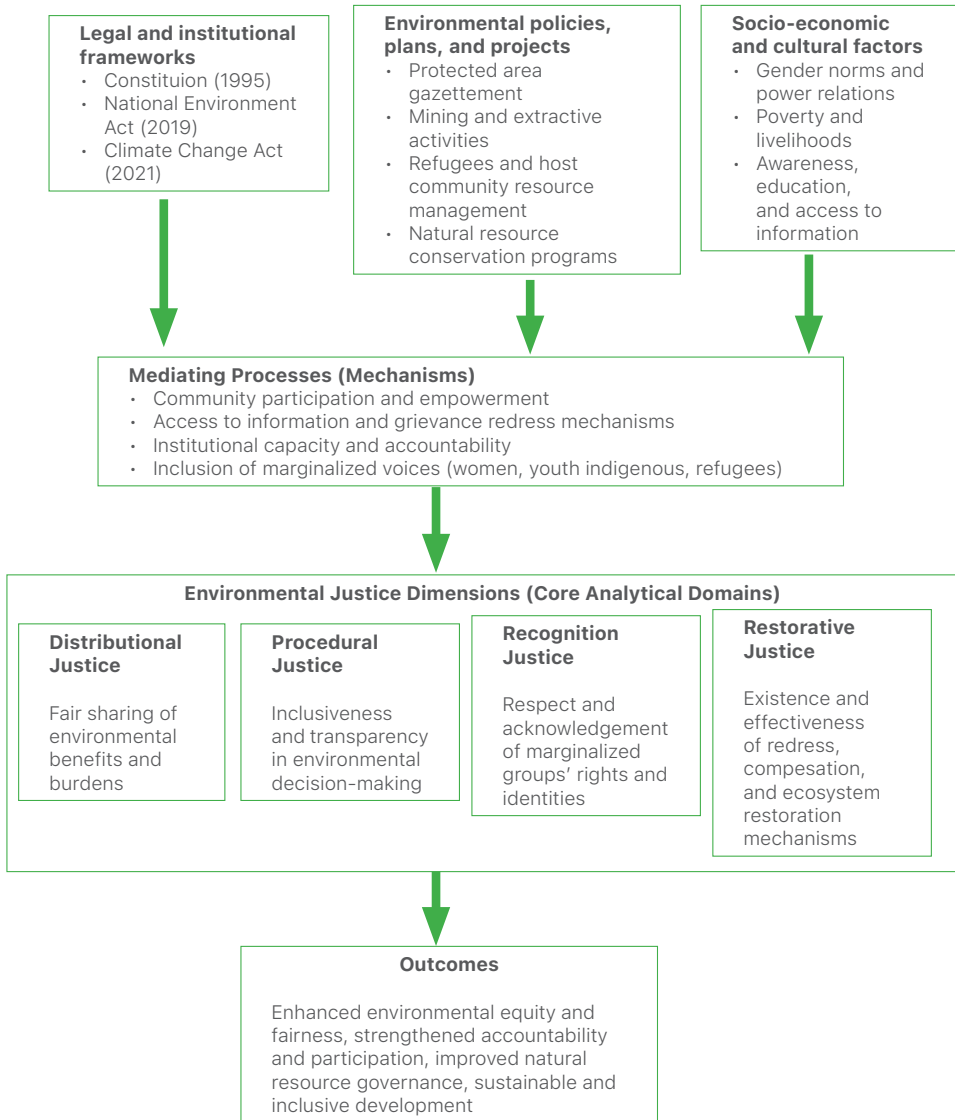 Legal and institutional
frameworks
• Constituion (1995)
• National Environment
Act (2019)
• Climate Change Act
(2021)
Environmental policies,
plans, and projects
• Protected area
gazettement
• Mining and extractive
activities
• Refugees and host
community resource
management
• Natural resource
conservation programs
Socio-economic
and cultural factors
• Gender norms and
power relations
• Poverty and
livelihoods
• Awareness,
education,
and access to
information
Mediating Processes (Mechanisms)
• Community participation and empowerment
• Access to information and grievance redress mechanisms
• Institutional capacity and accountability
• Inclusion of marginalized voices (women, youth indigenous, refugees)
Environmental Justice Dimensions (Core Analytical Domains)
Distributional
Justice
Fair sharing of
environmental
benefits and
burdens
Procedural
Justice
Inclusiveness
and transparency
in environmental
decision-making
Recognition
Justice
Respect and
acknowledgement
of marginalized
groups’ rights and
identities
Restorative
Justice
Existence and
effectiveness
of redress,
compesation,
and ecosystem
restoration
mechanisms
Outcomes
Enhanced environmental equity and
fairness, strengthened accountability
and participation, improved natural
resource governance, sustainable and
inclusive development